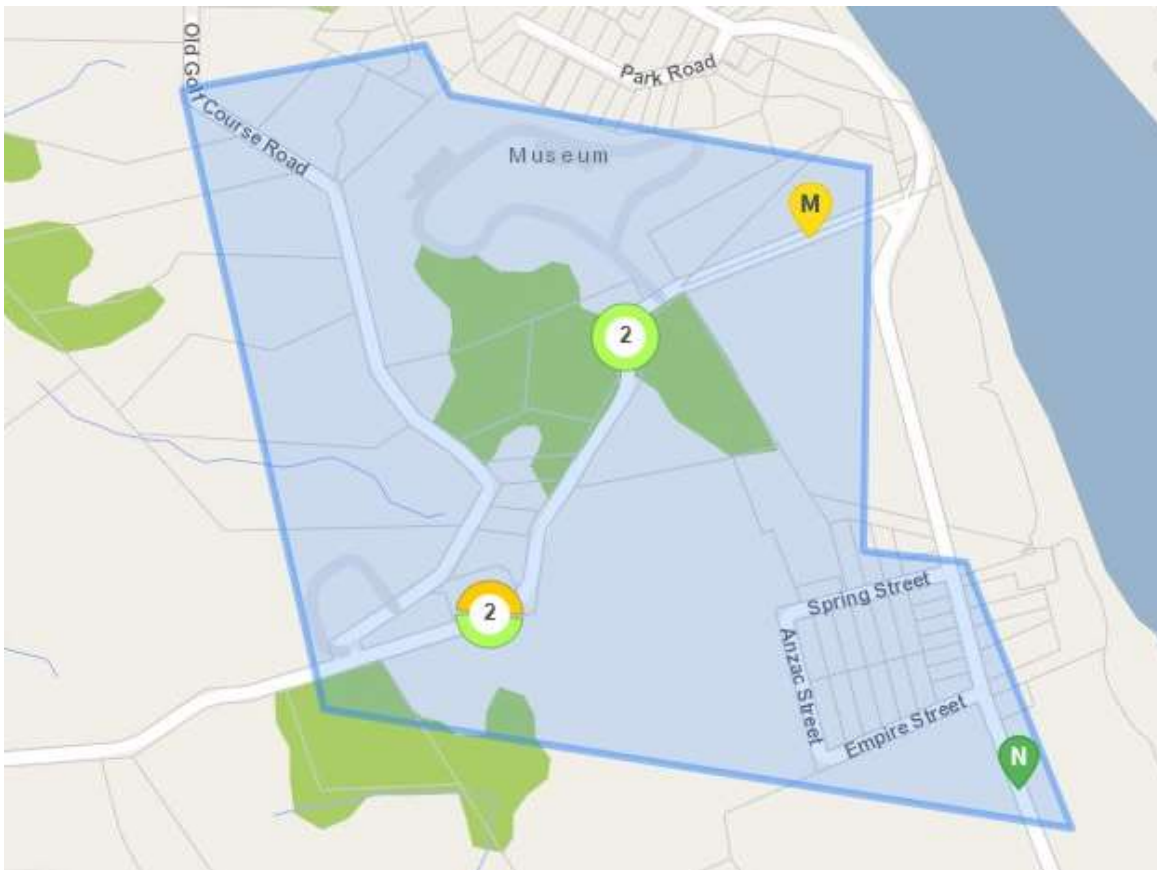 Old Golf Course Road
Park Road
Museum
M
2
2
Spring Street
Anzac Street
Empire Street
N